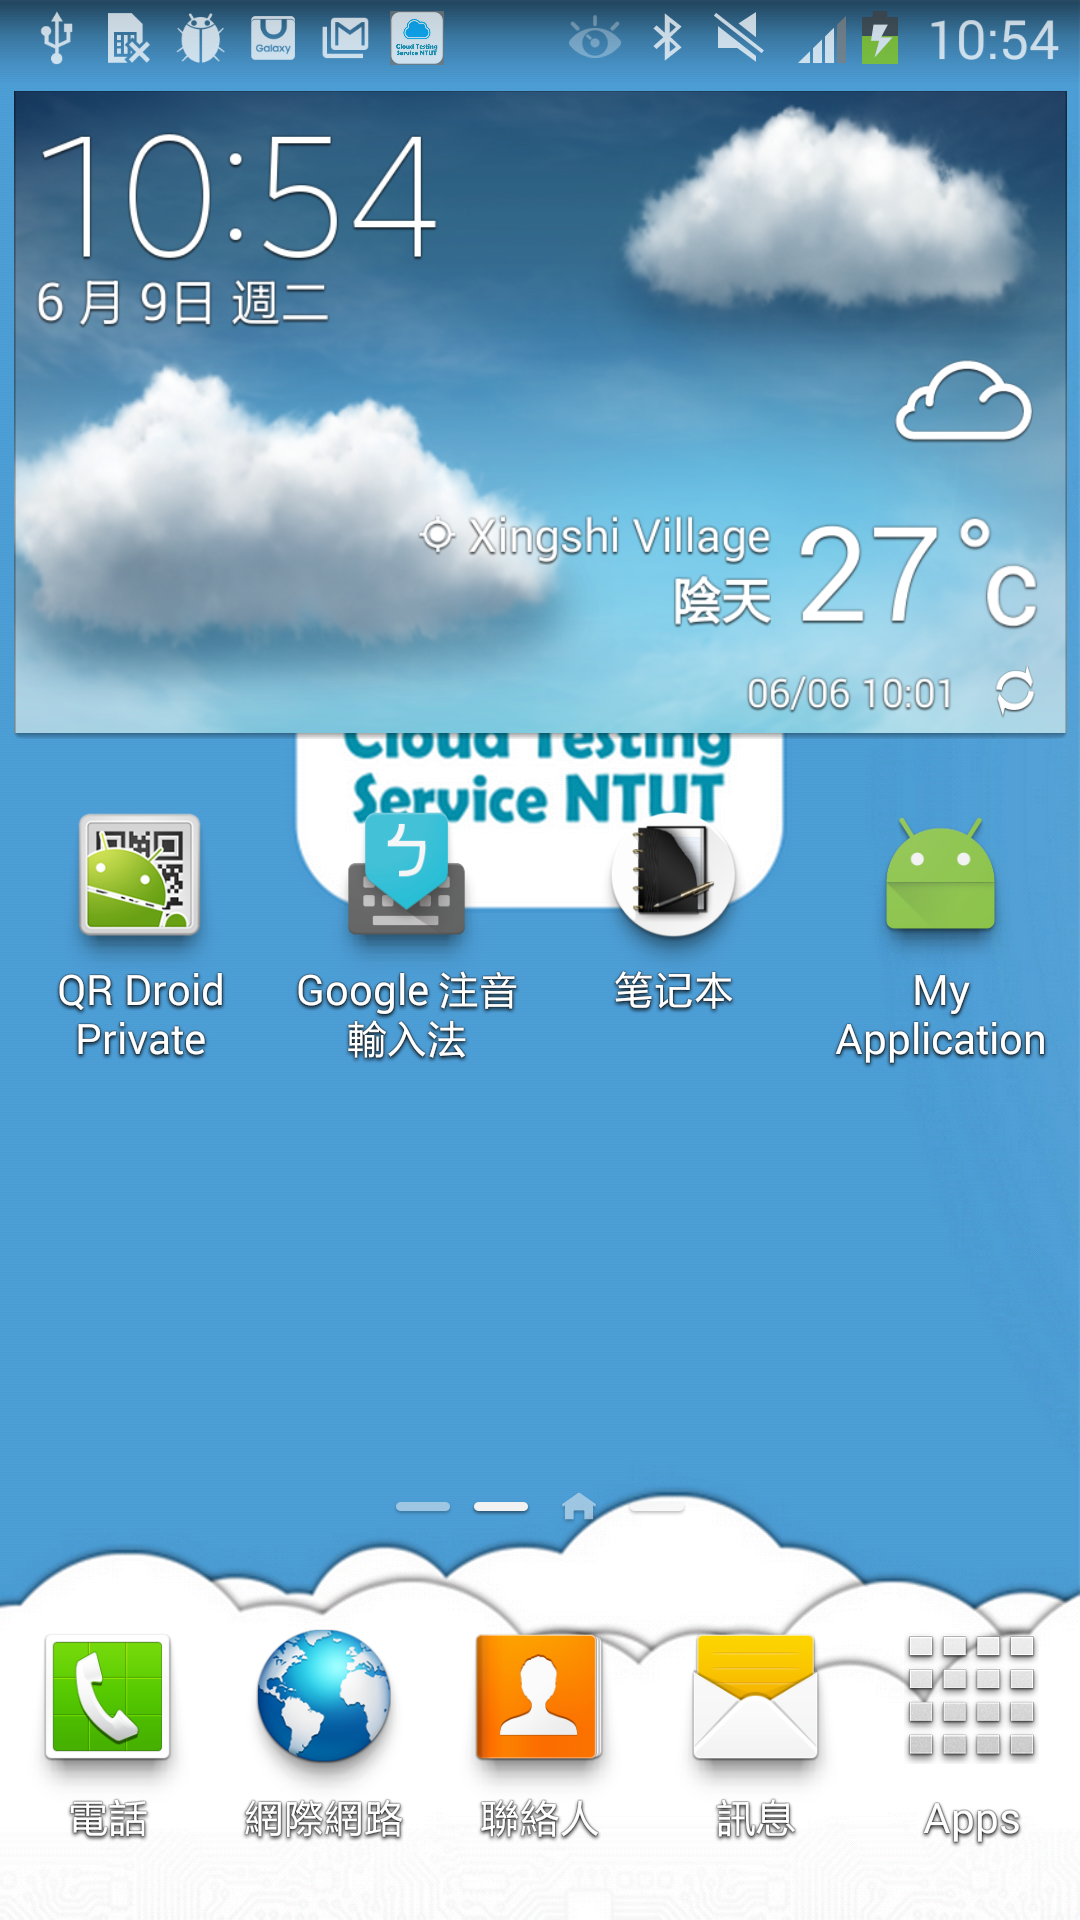 Galaxy
Cloud Testing
Service NTUT
10:54
10:54
6 月 9日 週二
Xingshi Village
陰天
27°C
06/06 10:01
Cloud Testing
Service NTUT
ㄅ
QR Droid
Private
Google 注音
輸入法
笔记本
My
Application
電話
網際網路
聯絡人
訊息
Apps